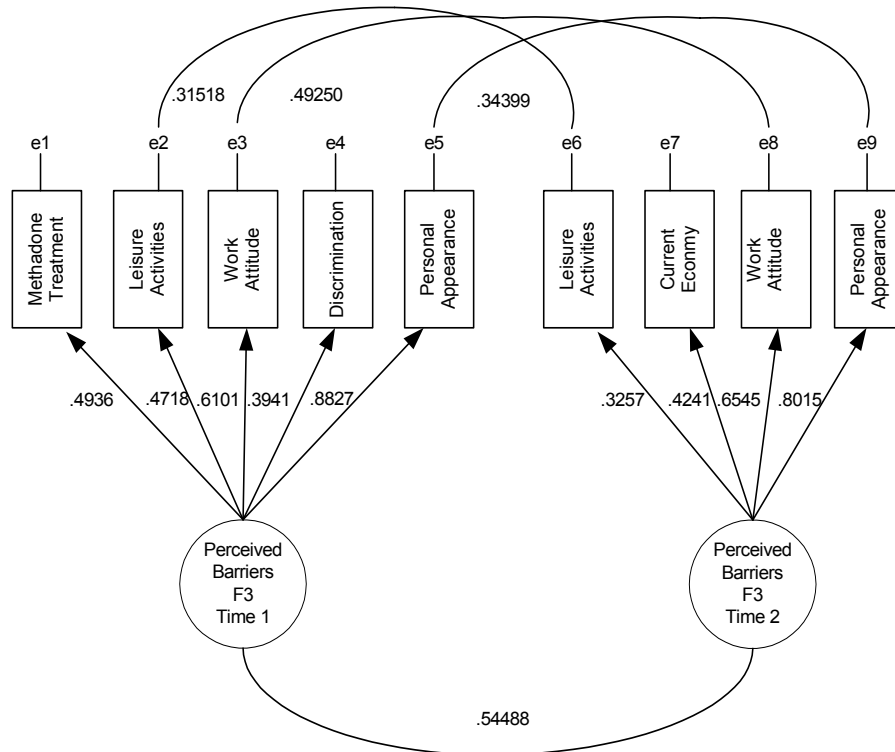 .31518
.49250
.34399
e1
e2
e3
e4
e5
e6
e7
e8
e9
Methadone
Treatment
Leisure
Activities
Work
Attitude
Discrimination
Personal
Appearance
Leisure
Activities
Current
Econmy
Work
Attitude
Personal
Appearance
.4936
.4718
.6101
.3941
.8827
.3257
.4241
.6545
.8015
Perceived
Barriers
F3
Time 1
Perceived
Barriers
F3
Time 2
.54488